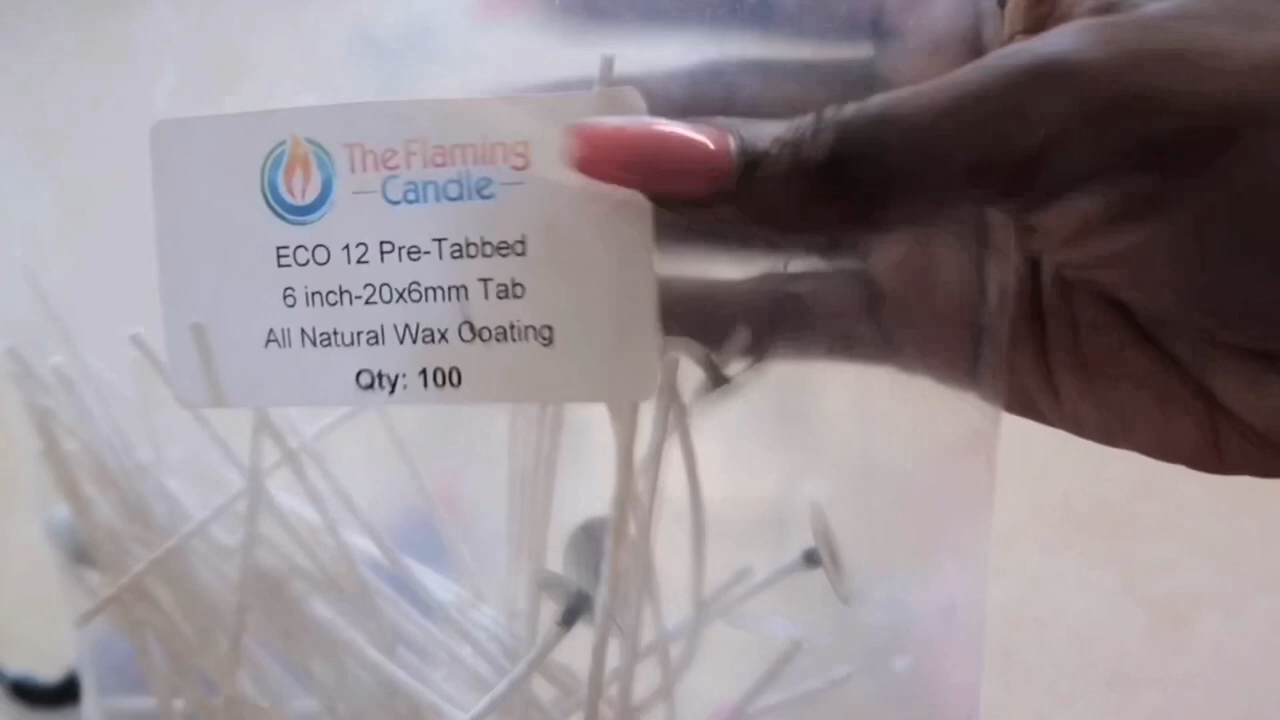 The Flaming
Candle
ECO 12 Pre-Tabbed
6 inch-20x6mm Tab
All Natural Wax Coating
Qty: 100